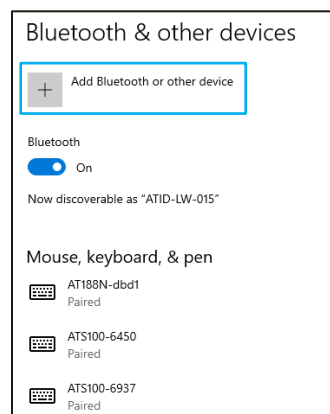 Bluetooth & other devices
Add Bluetooth or other device
Bluetooth
On
Now discoverable as “ATID-LW-015”
Mouse, keyboard, & pen
AT188N-dbd1
Paired
ATS100-6450
Paired
ATS100-6937
Paired